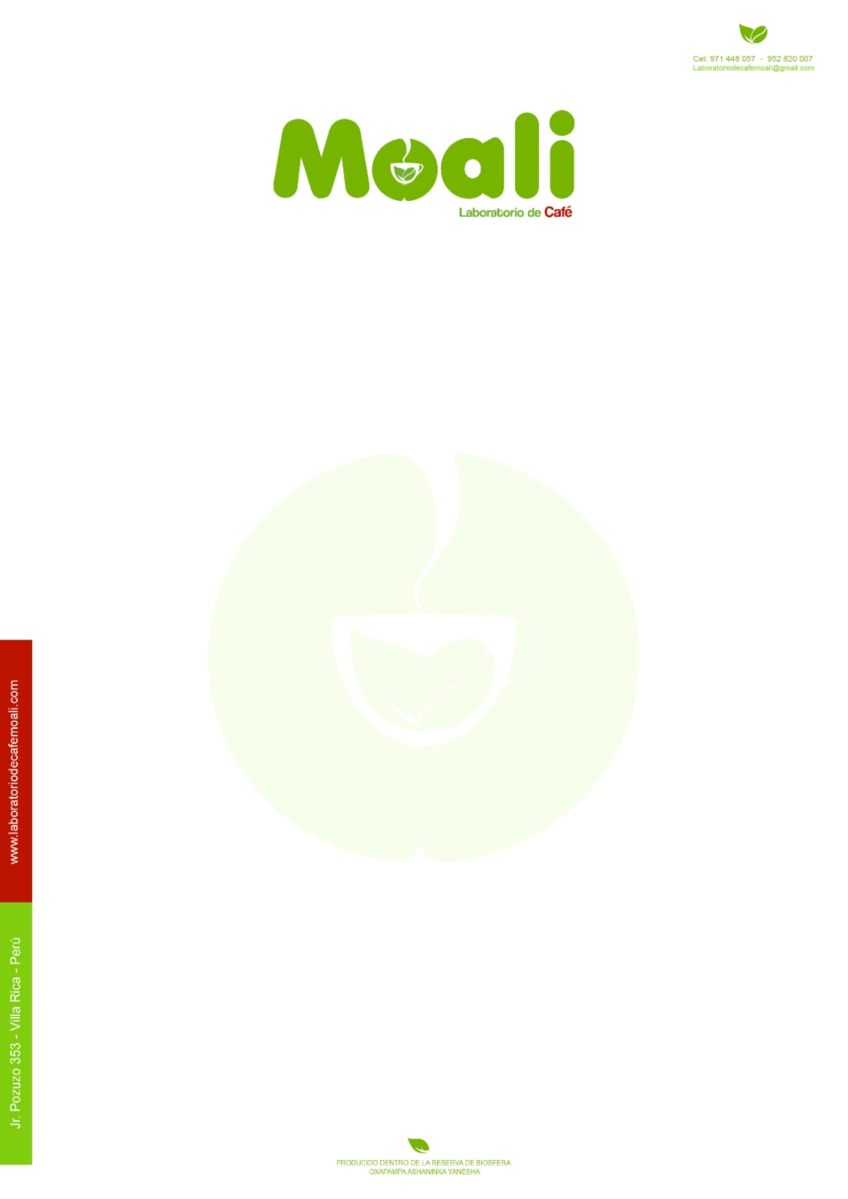 Cel: 971 448 057 - 952 820 007
Laboratoriodecafemoali@gmail.com
Moali
Laboratorio de Café
www.laboratoriodecafemoali.com
Jr. Pozuzo 353 - Villa Rica - Perú
PRODUCIDO DENTRO DE LA RESERVA DE BIOSFERA
OXAPAMPA ASHANINKA YANESHA